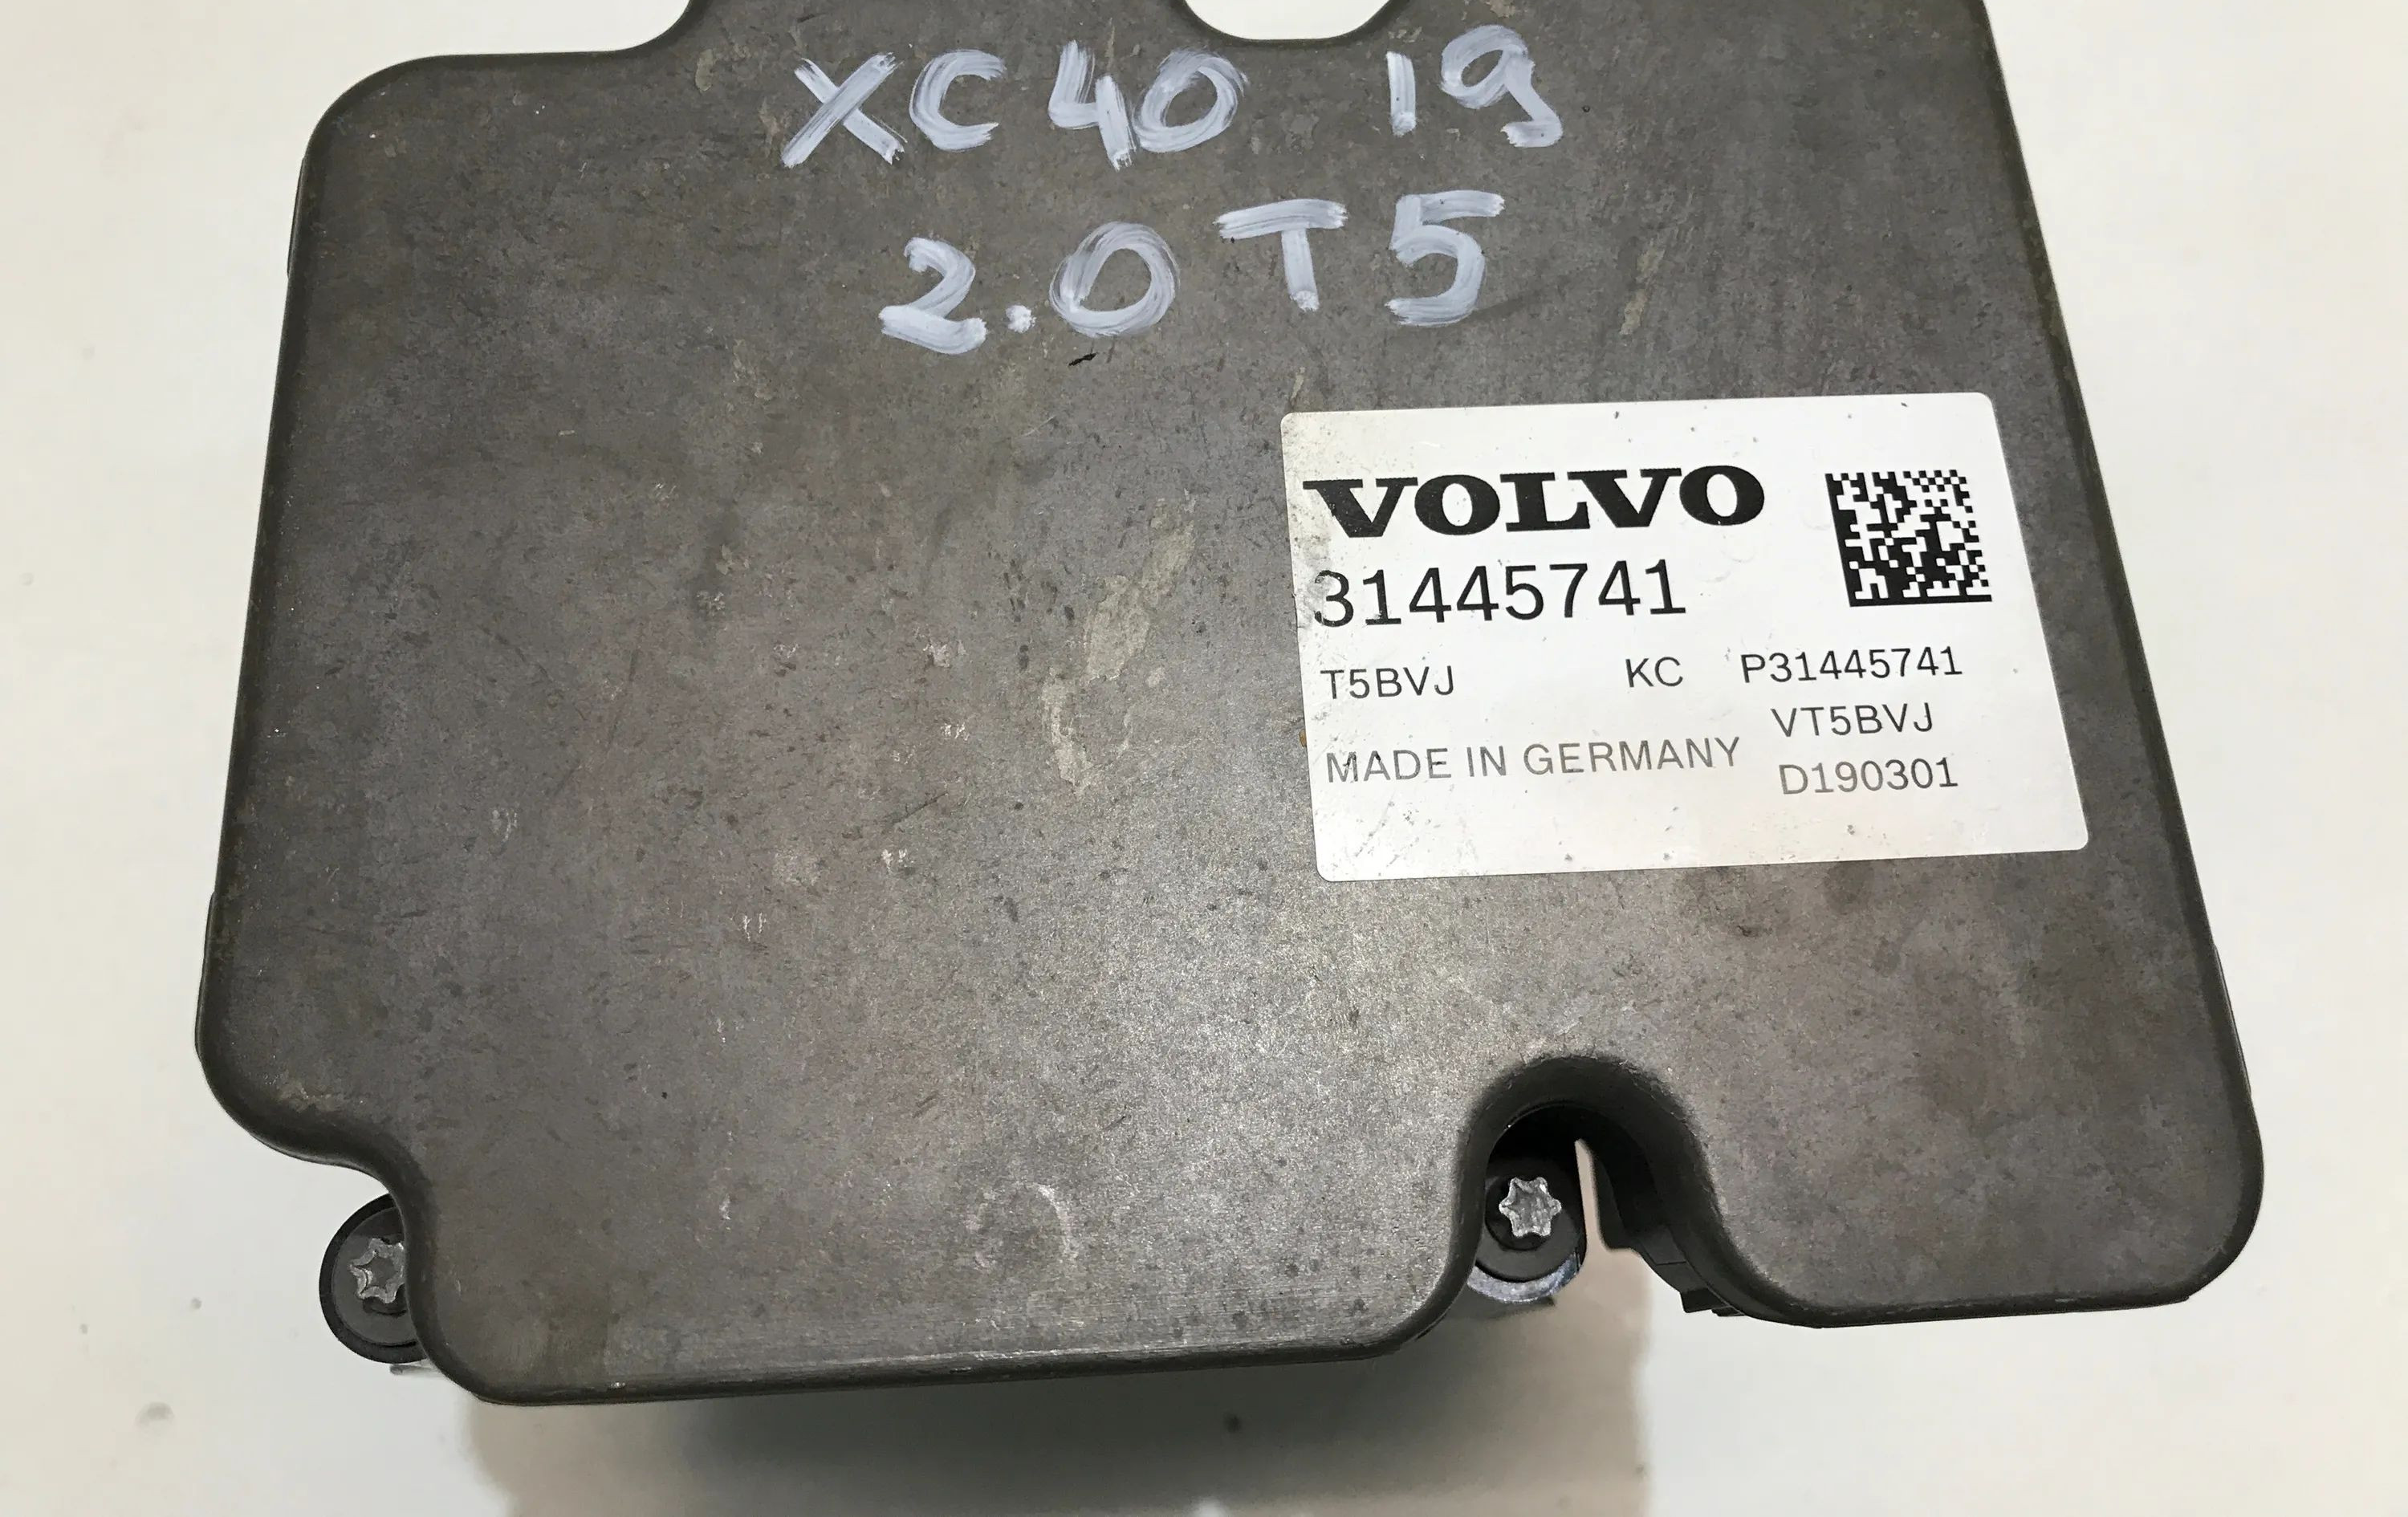 XC40 19
2.0 T5
VOLVO
31445741
T5BVJ KC P31445741
VT5BVJ
MADE IN GERMANY
D190301